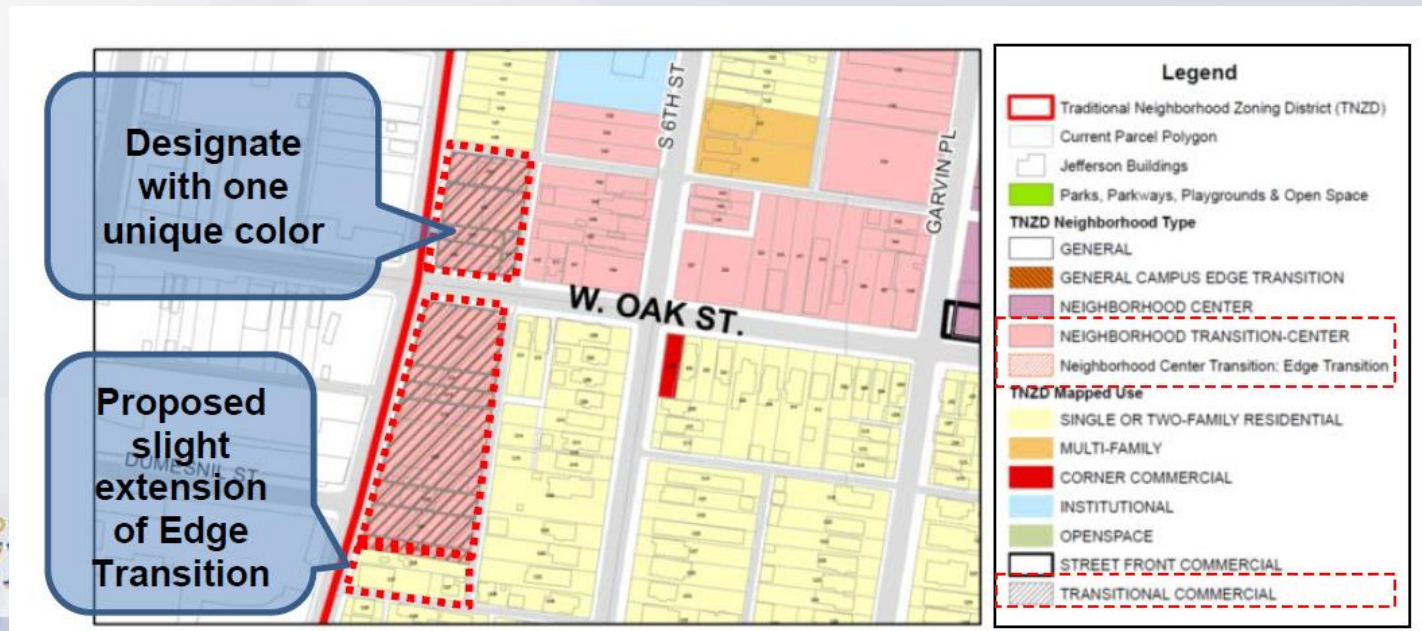 Designate
with one
unique color
Proposed
slight
extension
of Edge
Transition
DUMESNIL ST
S 6TH ST
GARVIN PL
W. OAK ST.
Legend
Traditional Neighborhood Zoning District (TNZD)
Current Parcel Polygon
Jefferson Buildings
Parks, Parkways, Playgrounds & Open Space
TNZD Neighborhood Type
GENERAL
GENERAL CAMPUS EDGE TRANSITION
NEIGHBORHOOD CENTER
NEIGHBORHOOD TRANSITION-CENTER
Neighborhood Center Transition: Edge Transition
TNZD Mapped Use
SINGLE OR TWO-FAMILY RESIDENTIAL
MULTI-FAMILY
CORNER COMMERCIAL
INSTITUTIONAL
OPENSPACE
STREET FRONT COMMERCIAL
TRANSITIONAL COMMERCIAL